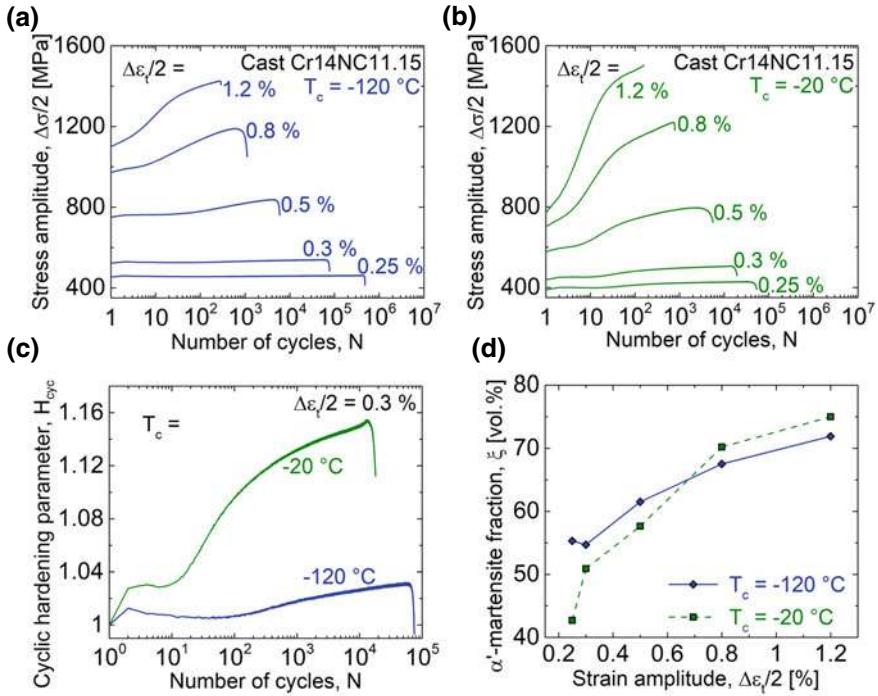 (a)
1600
1200
800
400
Stress amplitude, Δσ/2 [MPa]
Δεt/2 =
Cast Cr14NC11.15
Tc = -120 °C
1.2 %
0.8 %
0.5 %
0.3 %
0.25 %
1 10¹ 10² 10³ 10⁴ 10⁵ 10⁶ 10⁷
Number of cycles, N
(b)
1600
1200
800
400
Stress amplitude, Δσ/2 [MPa]
Δεt/2 =
Cast Cr14NC11.15
Tc = -20 °C
1.2 %
0.8 %
0.5 %
0.3 %
0.25 %
1 10¹ 10² 10³ 10⁴ 10⁵ 10⁶ 10⁷
Number of cycles, N
(c)
1.16
1.12
1.08
1.04
1
Cyclic hardening parameter, Hcyc
Δεt/2 = 0.3 %
Tc =
-20 °C
-120 °C
10⁰ 10¹ 10² 10³ 10⁴ 10⁵
Number of cycles, N
(d)
80
70
60
50
40
α'-martensite fraction, ξ [vol.%]
Tc = -120 °C
Tc = -20 °C
0.2 0.4 0.6 0.8 1.0 1.2
Strain amplitude, Δεt/2 [%]